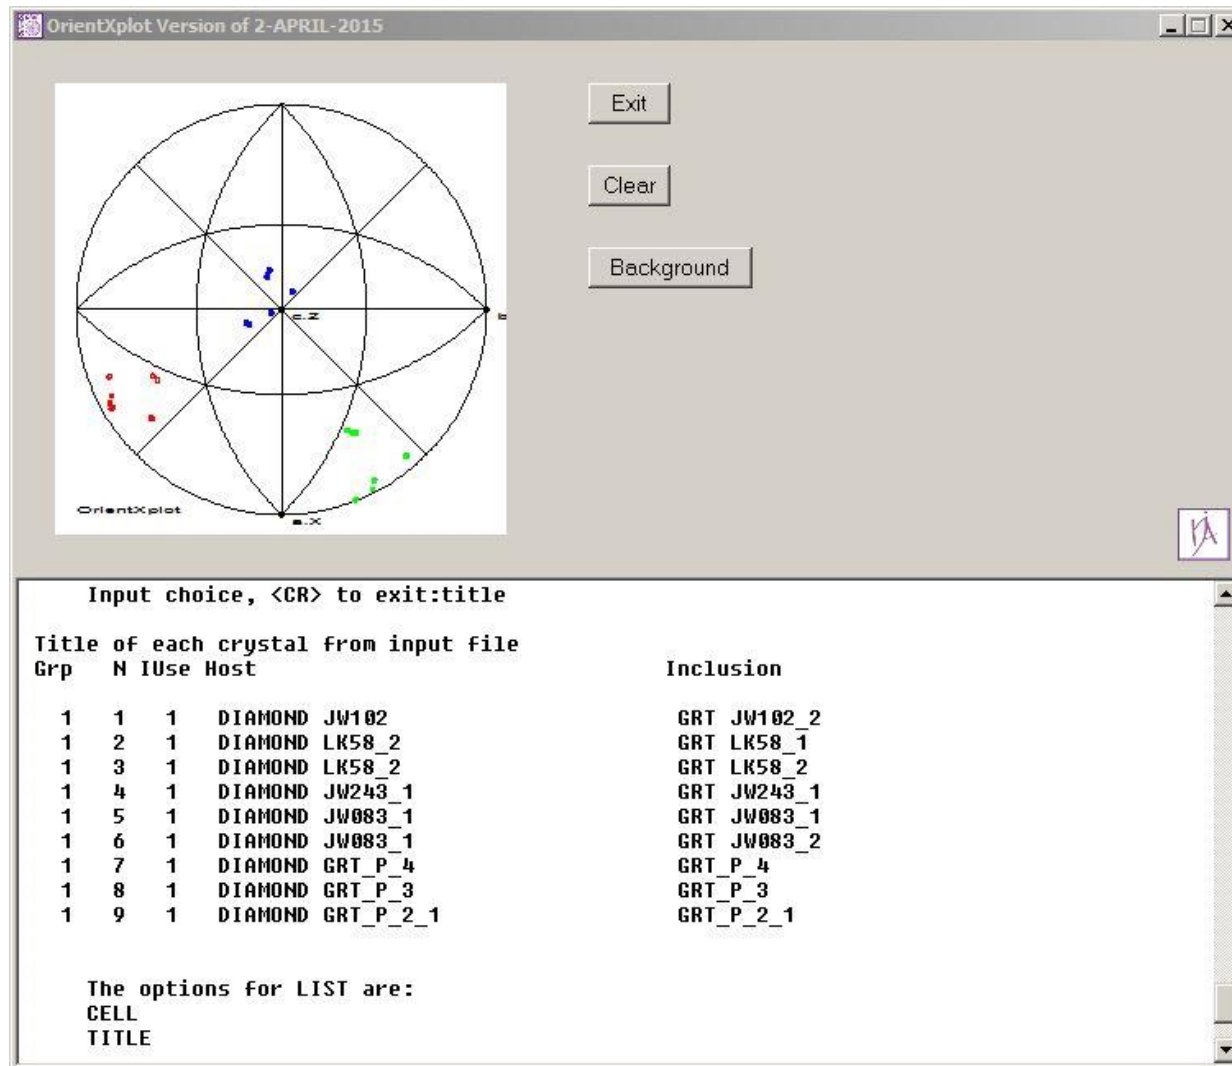 OrientXplot Version of 2-APRIL-2015
Exit
Clear
Background
c.Z
OrientXplot
a.X
Input choice, <CR> to exit:title
Title of each crystal from input file
Grp N IUse Host Inclusion
1 1 1 DIAMOND JW102 GRT JW102_2
1 2 1 DIAMOND LK58_2 GRT LK58_1
1 3 1 DIAMOND LK58_2 GRT LK58_2
1 4 1 DIAMOND JW243_1 GRT JW243_1
1 5 1 DIAMOND JW083_1 GRT JW083_1
1 6 1 DIAMOND JW083_1 GRT JW083_2
1 7 1 DIAMOND GRT_P_4 GRT_P_4
1 8 1 DIAMOND GRT_P_3 GRT_P_3
1 9 1 DIAMOND GRT_P_2_1 GRT_P_2_1
The options for LIST are:
CELL
TITLE